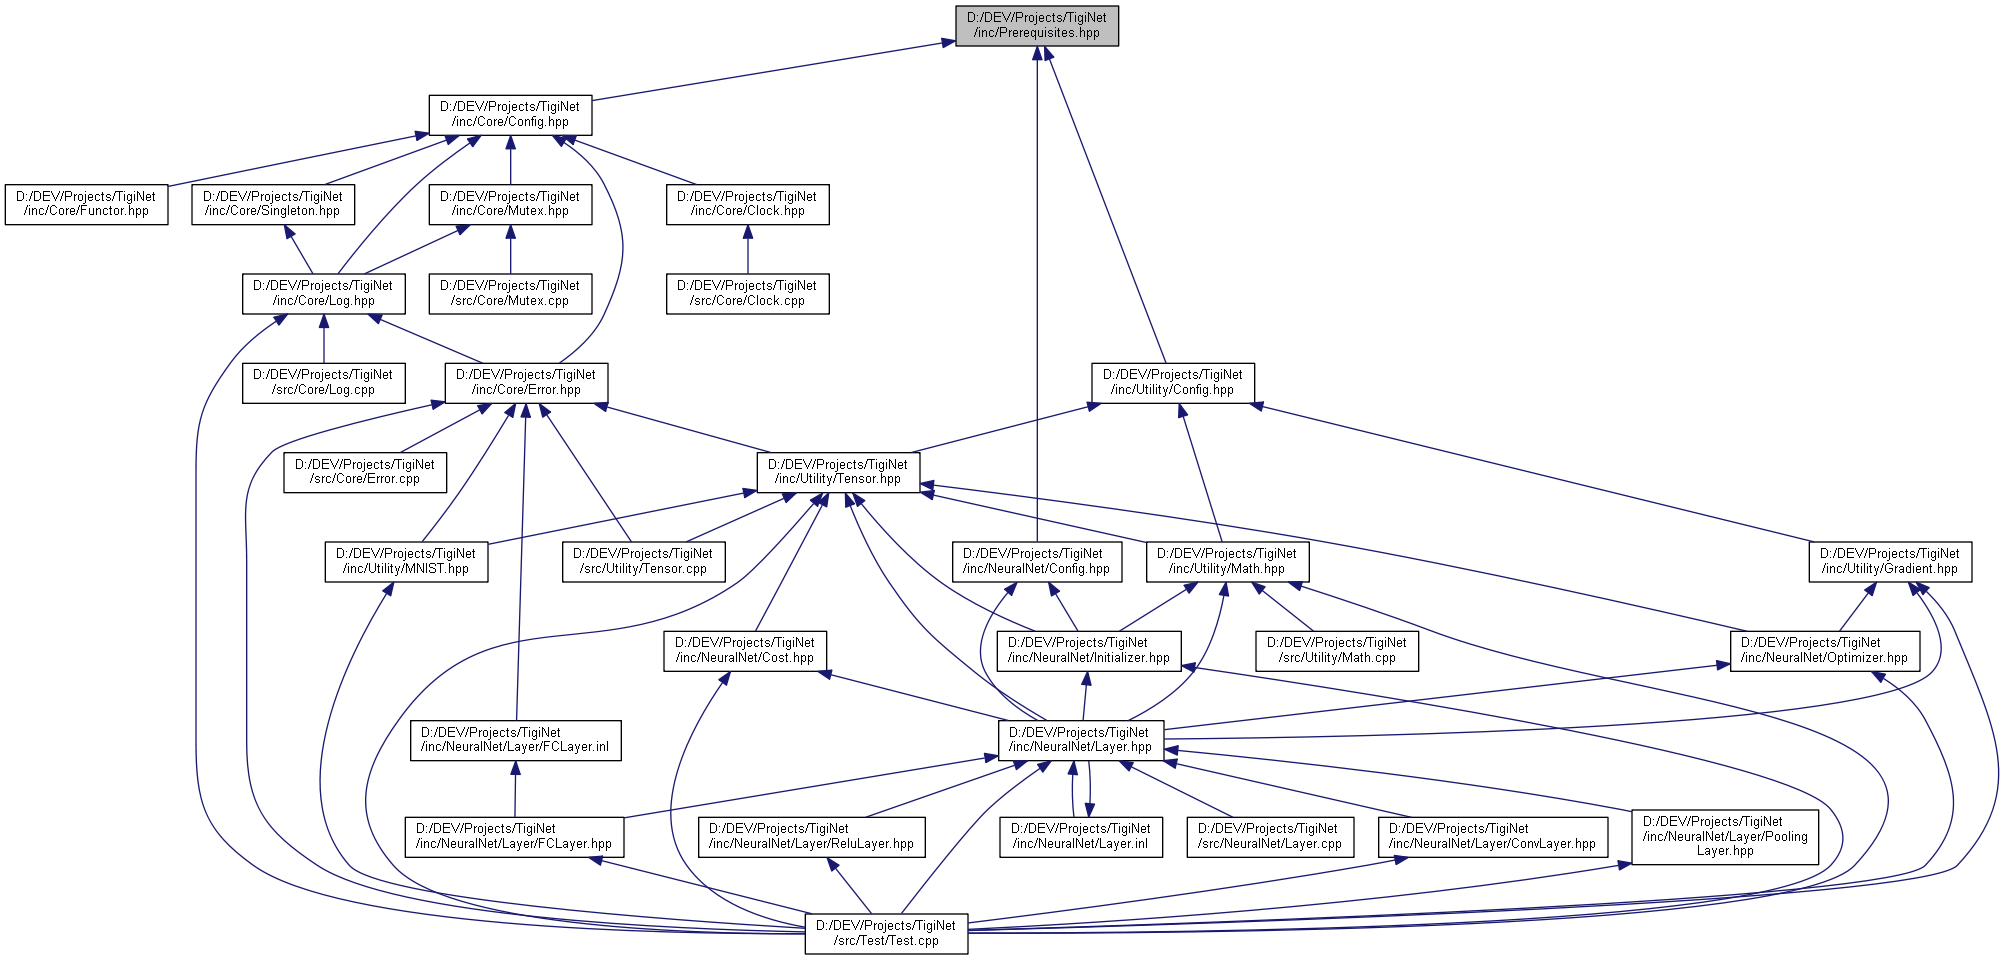 D:/DEV/Projects/TigiNet
/inc/Prerequisites.hpp
D:/DEV/Projects/TigiNet
/inc/Core/Config.hpp
D:/DEV/Projects/TigiNet
/inc/Core/Functor.hpp
D:/DEV/Projects/TigiNet
/inc/Core/Singleton.hpp
D:/DEV/Projects/TigiNet
/inc/Core/Mutex.hpp
D:/DEV/Projects/TigiNet
/inc/Core/Clock.hpp
D:/DEV/Projects/TigiNet
/inc/Core/Log.hpp
D:/DEV/Projects/TigiNet
/src/Core/Mutex.cpp
D:/DEV/Projects/TigiNet
/src/Core/Clock.cpp
D:/DEV/Projects/TigiNet
/src/Core/Log.cpp
D:/DEV/Projects/TigiNet
/inc/Core/Error.hpp
D:/DEV/Projects/TigiNet
/inc/Utility/Config.hpp
D:/DEV/Projects/TigiNet
/src/Core/Error.cpp
D:/DEV/Projects/TigiNet
/inc/Utility/Tensor.hpp
D:/DEV/Projects/TigiNet
/inc/Utility/MNIST.hpp
D:/DEV/Projects/TigiNet
/src/Utility/Tensor.cpp
D:/DEV/Projects/TigiNet
/inc/NeuralNet/Config.hpp
D:/DEV/Projects/TigiNet
/inc/Utility/Math.hpp
D:/DEV/Projects/TigiNet
/inc/Utility/Gradient.hpp
D:/DEV/Projects/TigiNet
/inc/NeuralNet/Cost.hpp
D:/DEV/Projects/TigiNet
/inc/NeuralNet/Initializer.hpp
D:/DEV/Projects/TigiNet
/src/Utility/Math.cpp
D:/DEV/Projects/TigiNet
/inc/NeuralNet/Optimizer.hpp
D:/DEV/Projects/TigiNet
/inc/NeuralNet/Layer/FCLayer.inl
D:/DEV/Projects/TigiNet
/inc/NeuralNet/Layer.hpp
D:/DEV/Projects/TigiNet
/inc/NeuralNet/Layer/FCLayer.hpp
D:/DEV/Projects/TigiNet
/inc/NeuralNet/Layer/ReluLayer.hpp
D:/DEV/Projects/TigiNet
/inc/NeuralNet/Layer.inl
D:/DEV/Projects/TigiNet
/src/NeuralNet/Layer.cpp
D:/DEV/Projects/TigiNet
/inc/NeuralNet/Layer/ConvLayer.hpp
D:/DEV/Projects/TigiNet
/inc/NeuralNet/Layer/Pooling
Layer.hpp
D:/DEV/Projects/TigiNet
/src/Test/Test.cpp